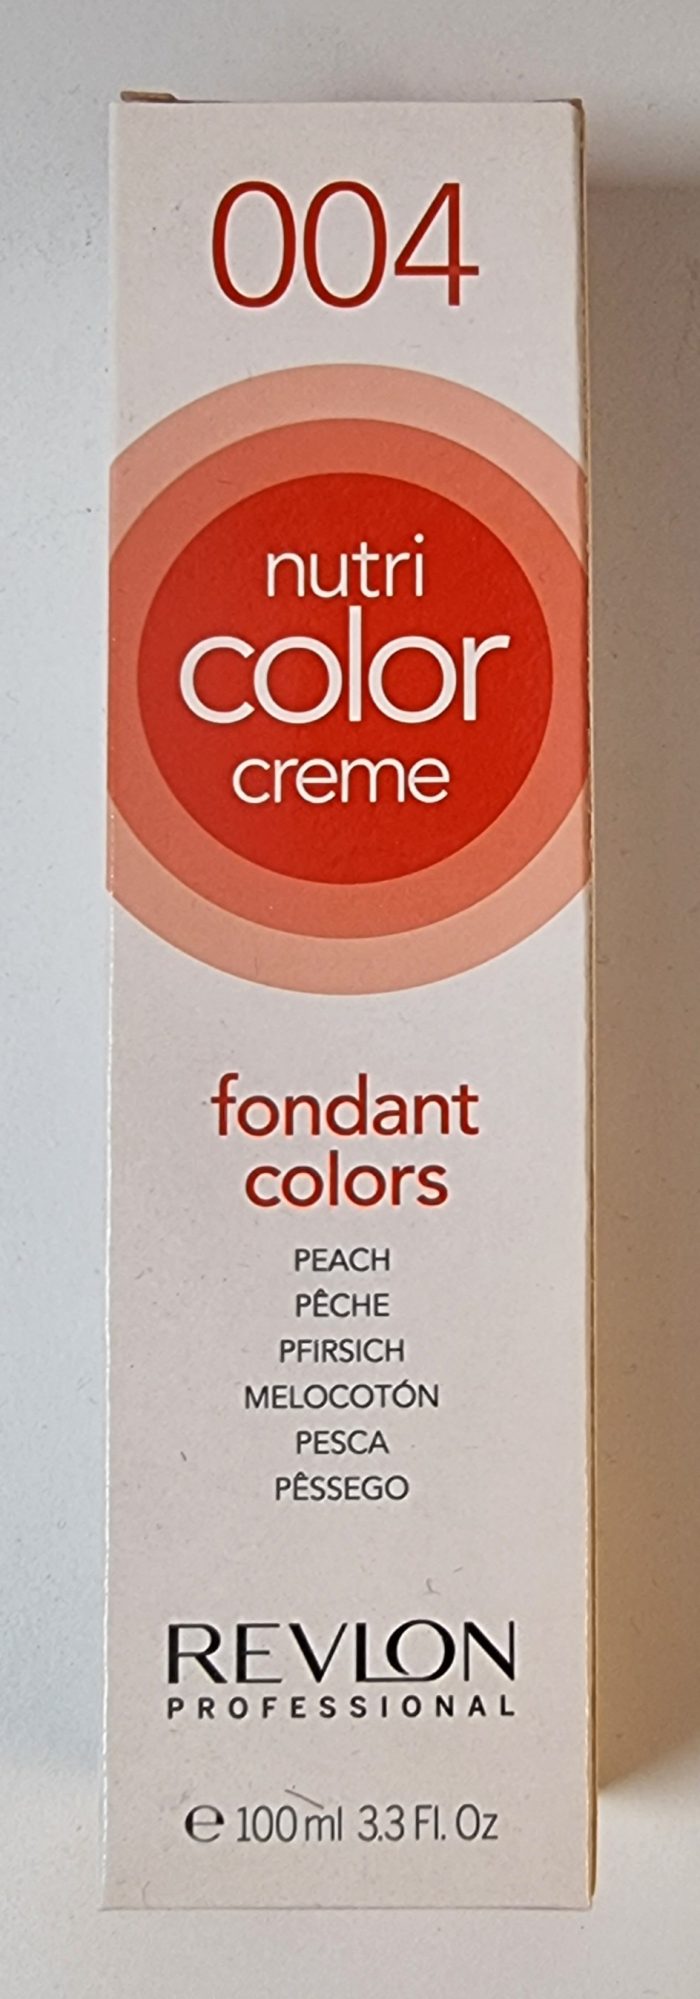 004
nutri
color
creme
fondant
colors
PEACH
PÊCHE
PFIRSICH
MELOCOTÓN
PESCA
PÊSSEGO
REVLON
PROFESSIONAL
℮ 100 ml 3.3 Fl. Oz